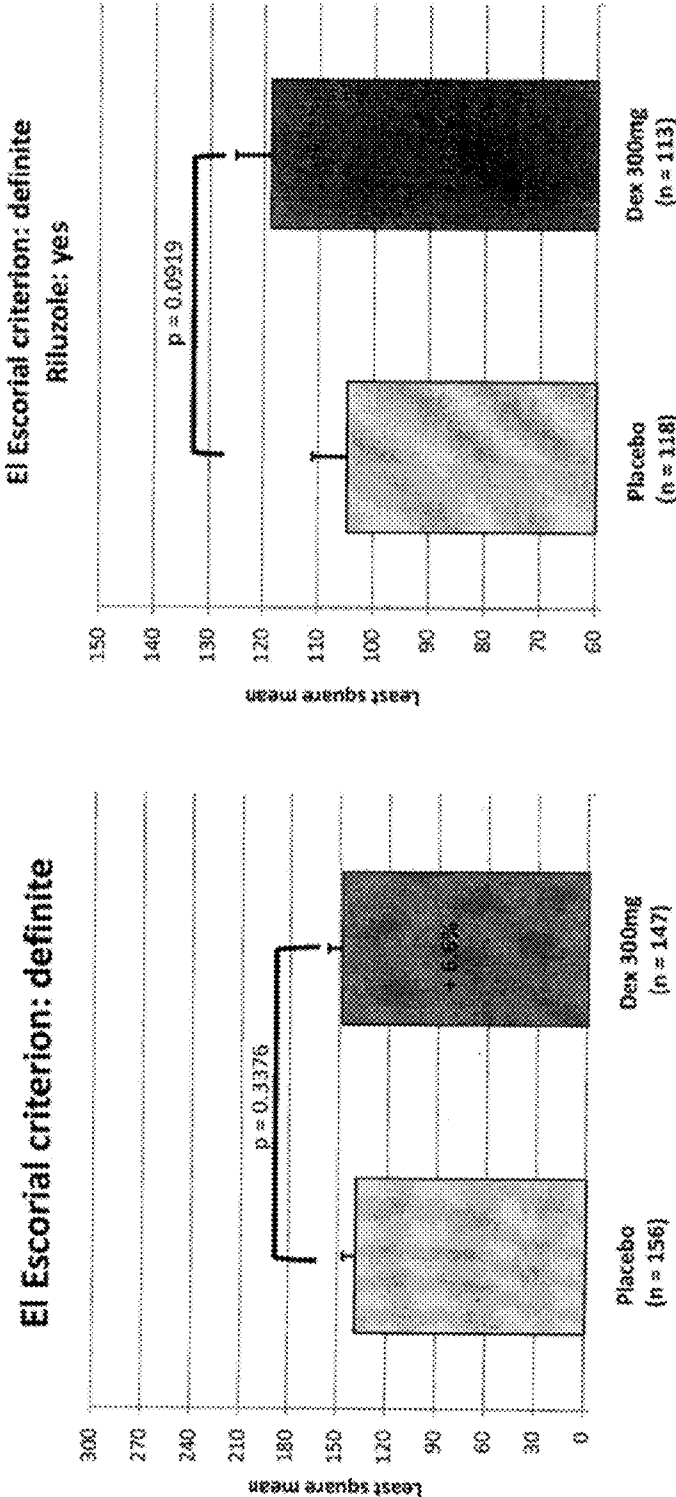 El Escorial criterion: definite
300
270
240
210
180
150
120
90
60
30
0
Least square mean
p = 0.3376
+ 6.6%
Placebo
(n = 156)
Dex 300mg
(n = 147)
El Escorial criterion: definite
Riluzole: yes
150
140
130
120
110
100
90
80
70
60
Least square mean
p = 0.0919
Placebo
(n = 118)
Dex 300mg
(n = 113)